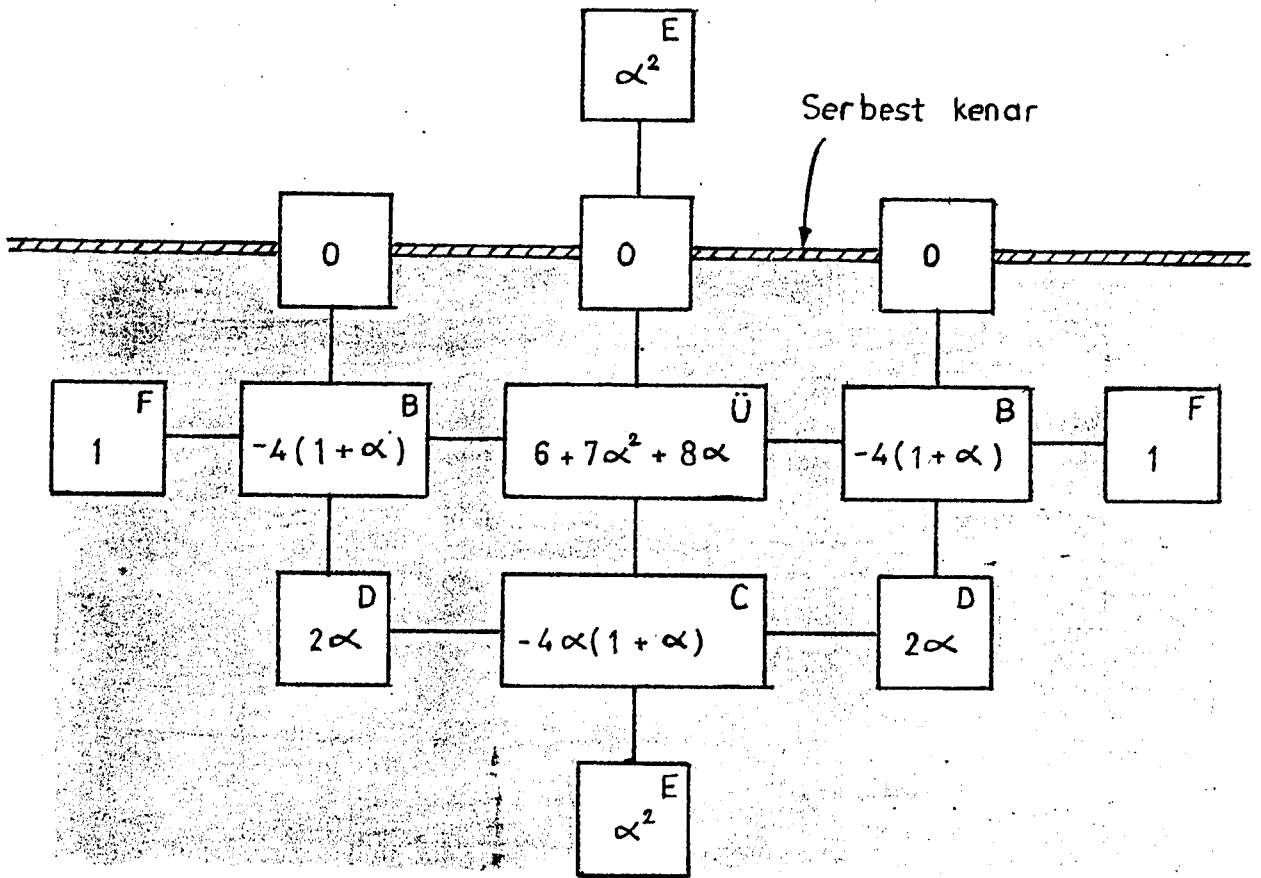 E
α²
Serbest kenar
0
0
0
F
1
B
-4(1+α)
Ü
6+7α²+8α
B
-4(1+α)
F
1
D
2α
C
-4α(1+α)
D
2α
E
α²